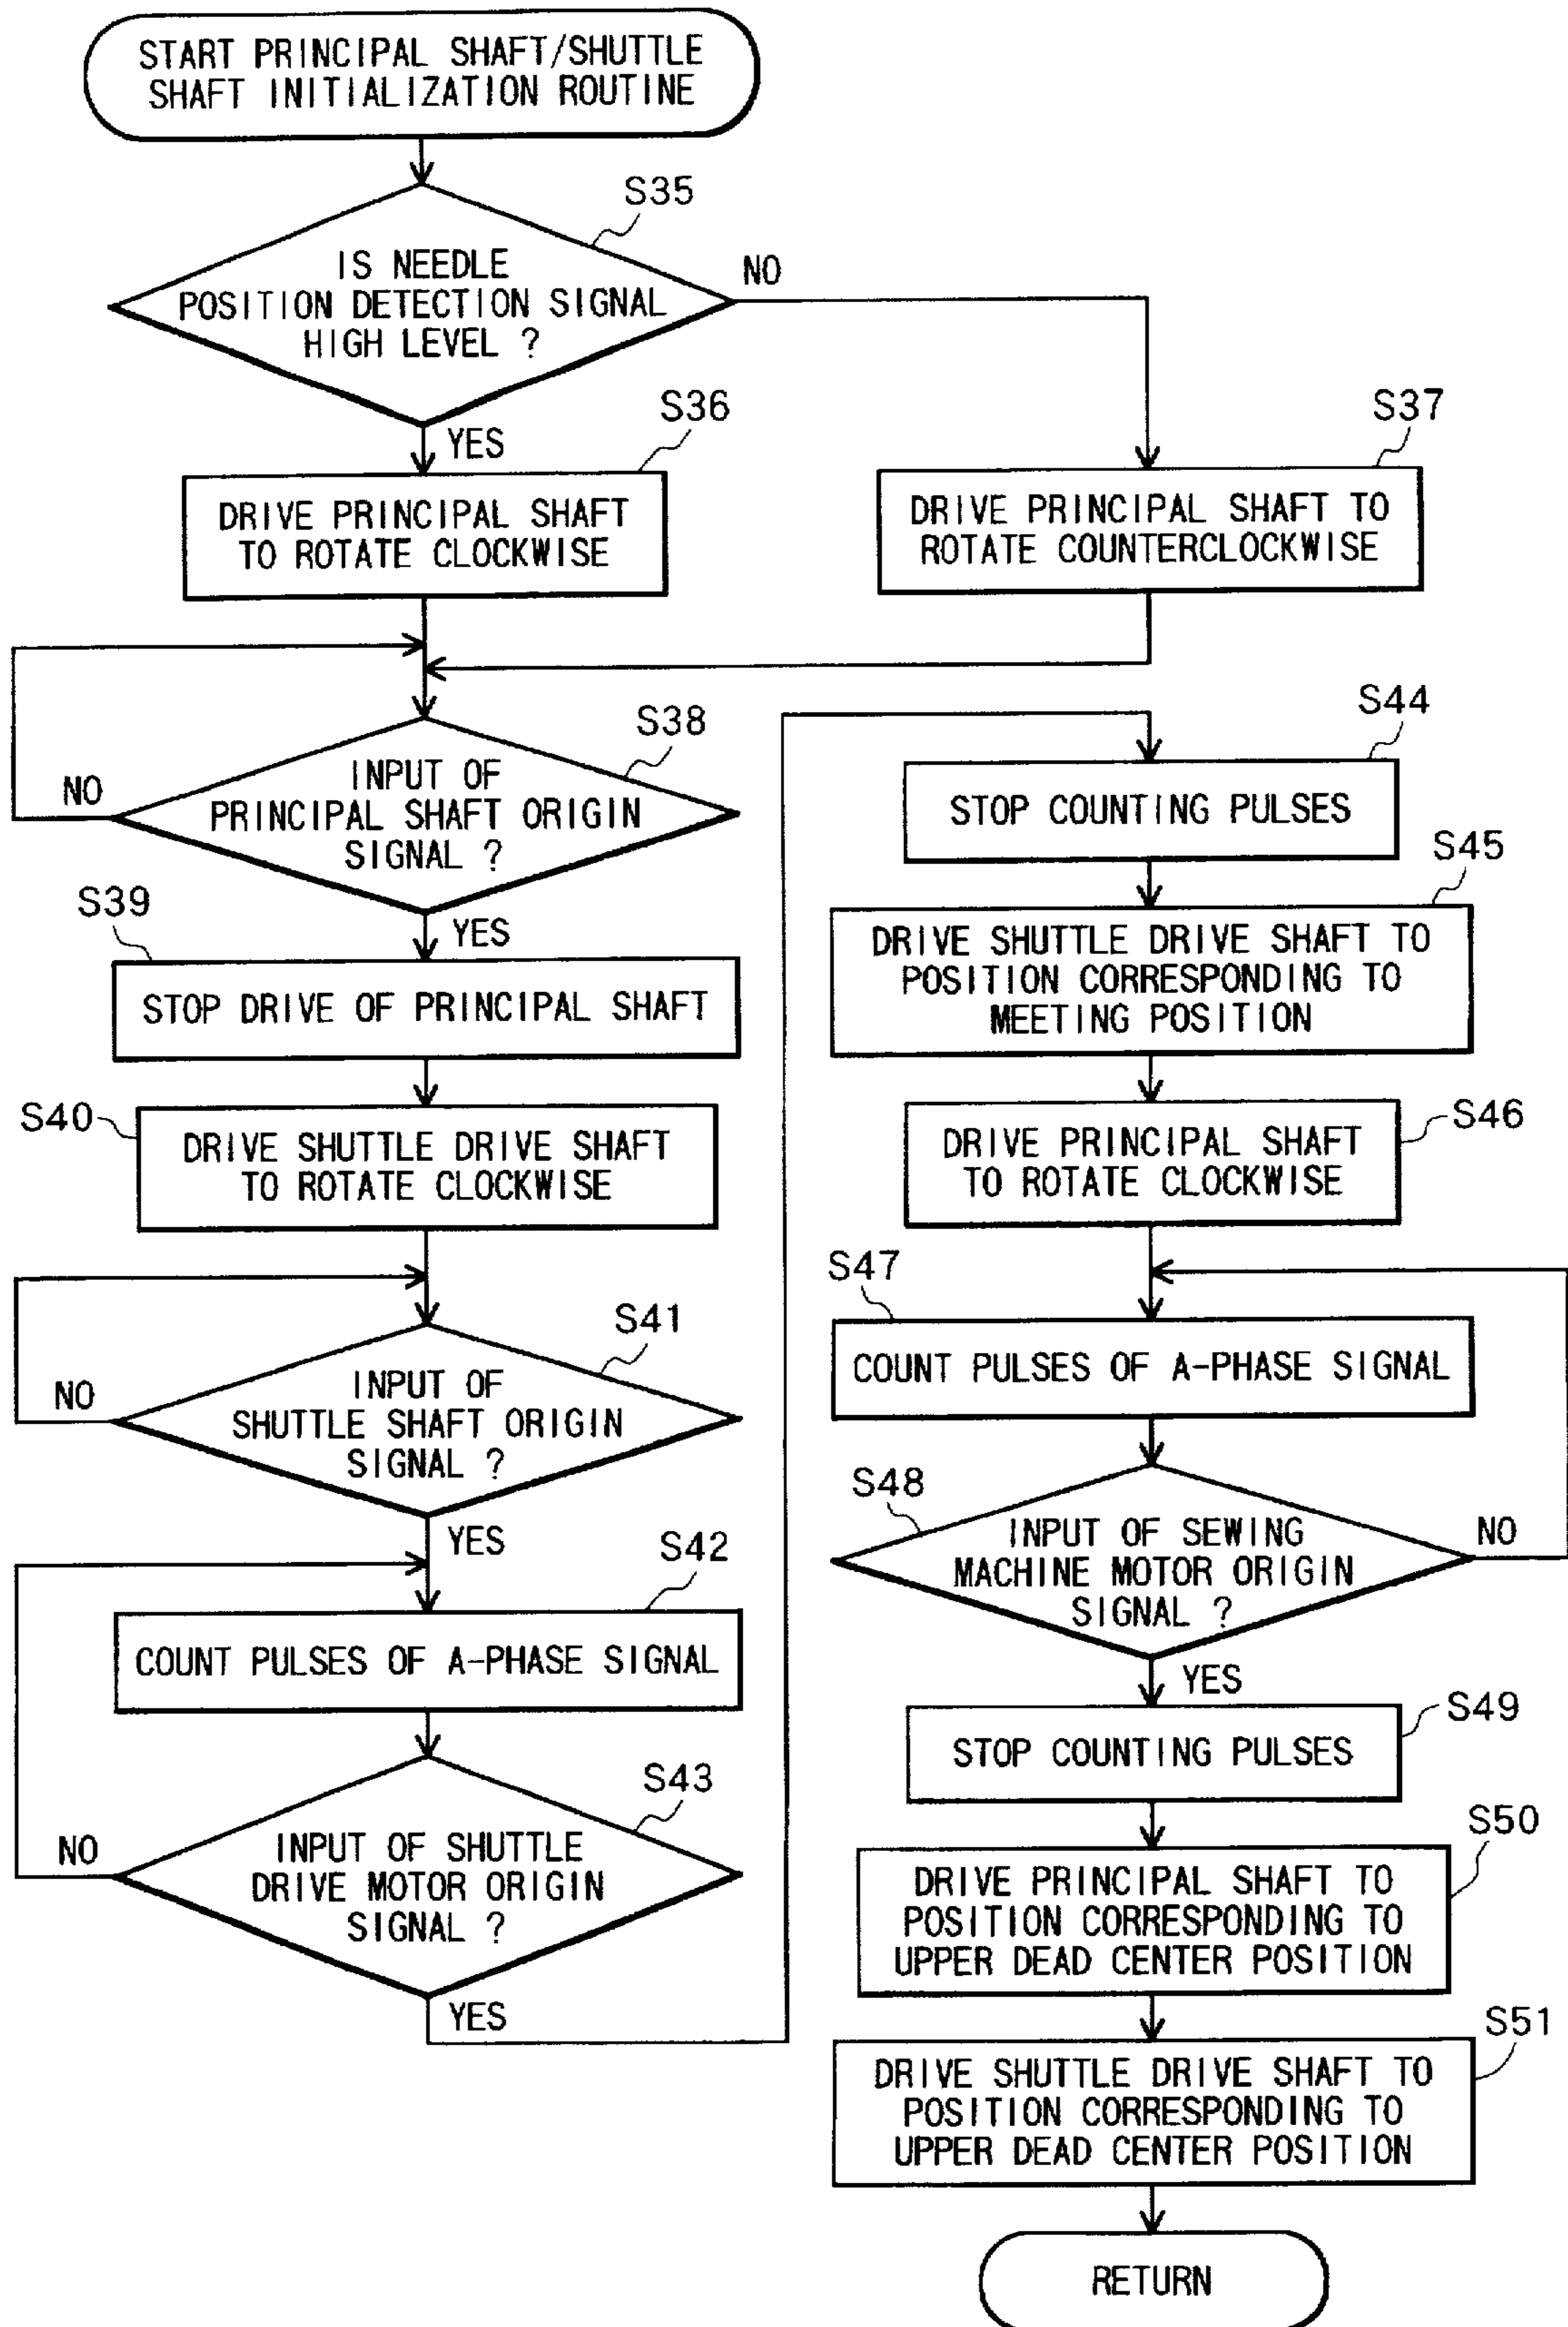 START PRINCIPAL SHAFT/SHUTTLE
SHAFT INITIALIZATION ROUTINE
S35
IS NEEDLE
POSITION DETECTION SIGNAL
HIGH LEVEL ?
NO
YES
S36
DRIVE PRINCIPAL SHAFT
TO ROTATE CLOCKWISE
S37
DRIVE PRINCIPAL SHAFT TO
ROTATE COUNTERCLOCKWISE
S38
INPUT OF
PRINCIPAL SHAFT ORIGIN
SIGNAL ?
NO
YES
S39
STOP DRIVE OF PRINCIPAL SHAFT
S40
DRIVE SHUTTLE DRIVE SHAFT
TO ROTATE CLOCKWISE
S41
INPUT OF
SHUTTLE SHAFT ORIGIN
SIGNAL ?
NO
YES
S42
COUNT PULSES OF A-PHASE SIGNAL
S43
INPUT OF SHUTTLE
DRIVE MOTOR ORIGIN
SIGNAL ?
NO
YES
S44
STOP COUNTING PULSES
S45
DRIVE SHUTTLE DRIVE SHAFT TO
POSITION CORRESPONDING TO
MEETING POSITION
S46
DRIVE PRINCIPAL SHAFT
TO ROTATE CLOCKWISE
S47
COUNT PULSES OF A-PHASE SIGNAL
S48
INPUT OF SEWING
MACHINE MOTOR ORIGIN
SIGNAL ?
NO
YES
S49
STOP COUNTING PULSES
S50
DRIVE PRINCIPAL SHAFT TO
POSITION CORRESPONDING TO
UPPER DEAD CENTER POSITION
S51
DRIVE SHUTTLE DRIVE SHAFT TO
POSITION CORRESPONDING TO
UPPER DEAD CENTER POSITION
RETURN